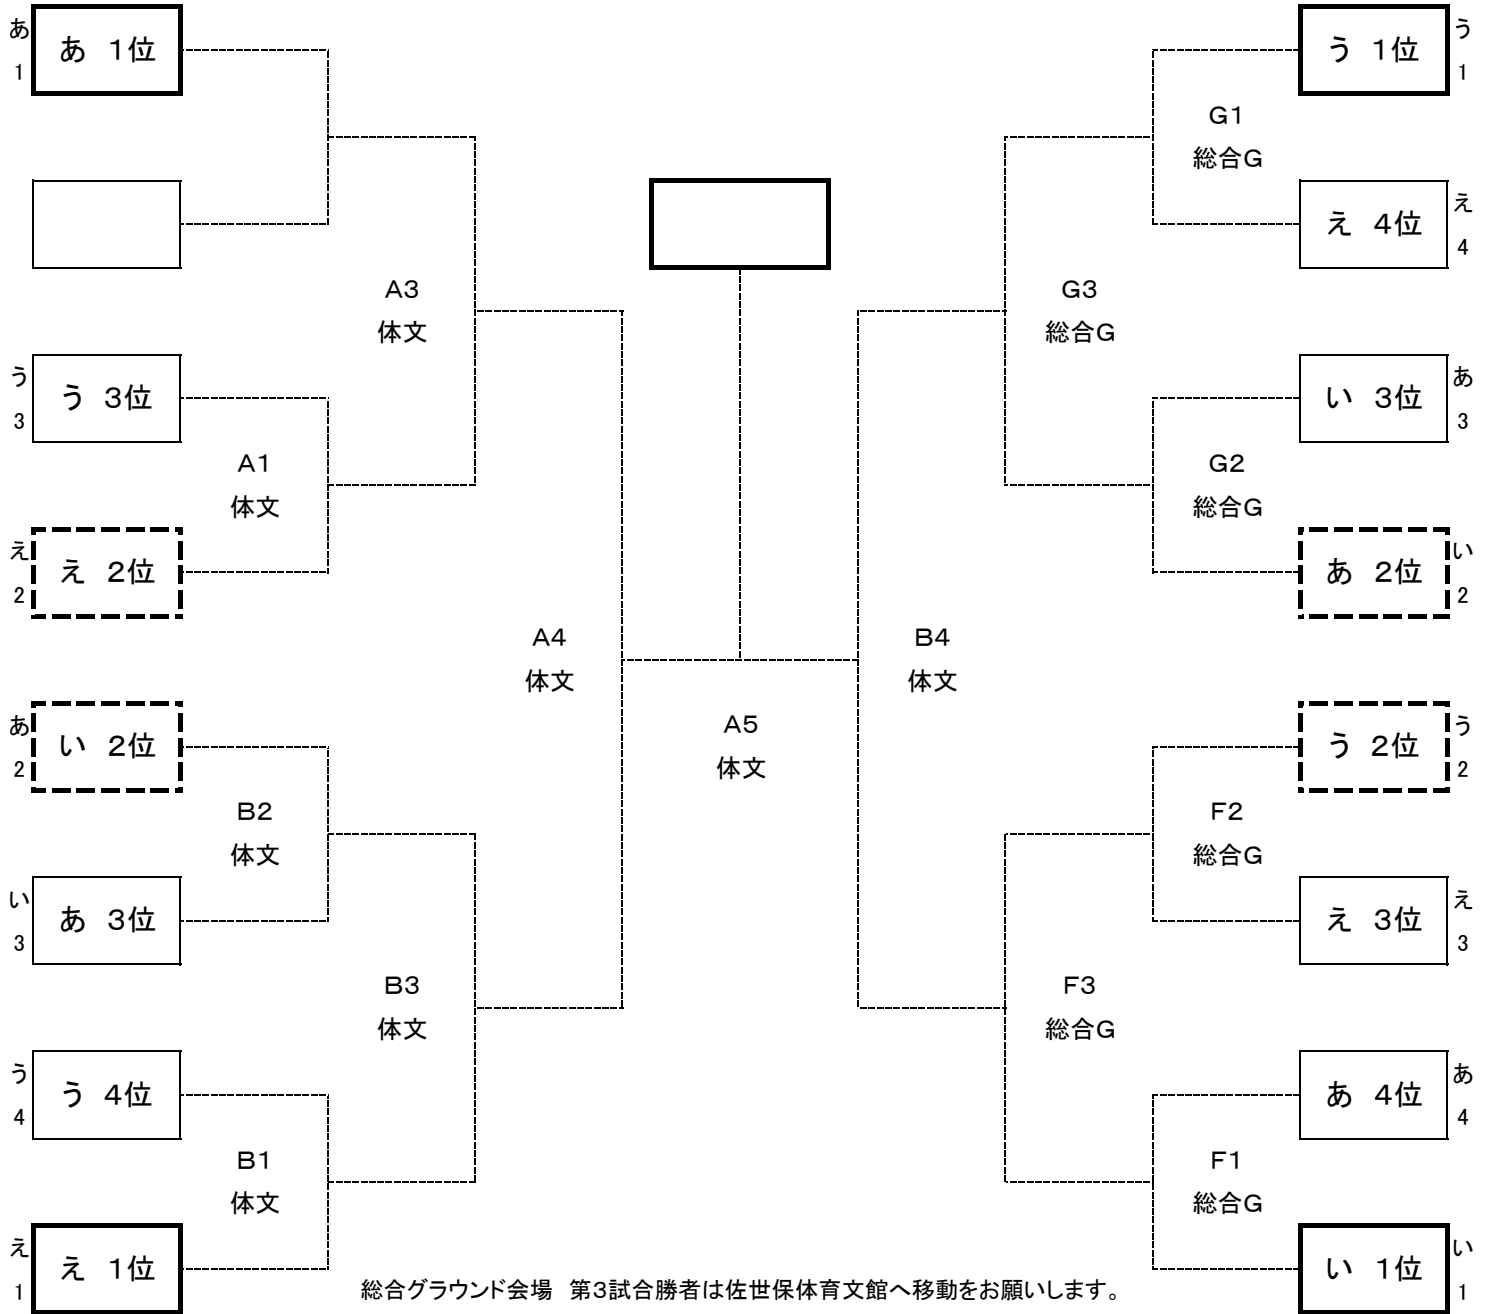 あ
1
あ　１位
Ａ３
体文
う
3
う　３位
Ａ１
体文
え
2
え　２位
Ａ４
体文
あ
2
い　２位
Ｂ２
体文
い
3
あ　３位
Ｂ３
体文
う
4
う　４位
Ｂ１
体文
え
1
え　１位
Ａ５
体文
う　１位
う
1
Ｇ１
総合Ｇ
え　４位
え
4
Ｇ３
総合Ｇ
い　３位
あ
3
Ｇ２
総合Ｇ
あ　２位
い
2
Ｂ４
体文
う　２位
う
2
Ｆ２
総合Ｇ
え　３位
え
3
Ｆ３
総合Ｇ
あ　４位
あ
4
Ｆ１
総合Ｇ
い　１位
い
1
総合グラウンド会場　第３試合勝者は佐世保体育文館へ移動をお願いします。